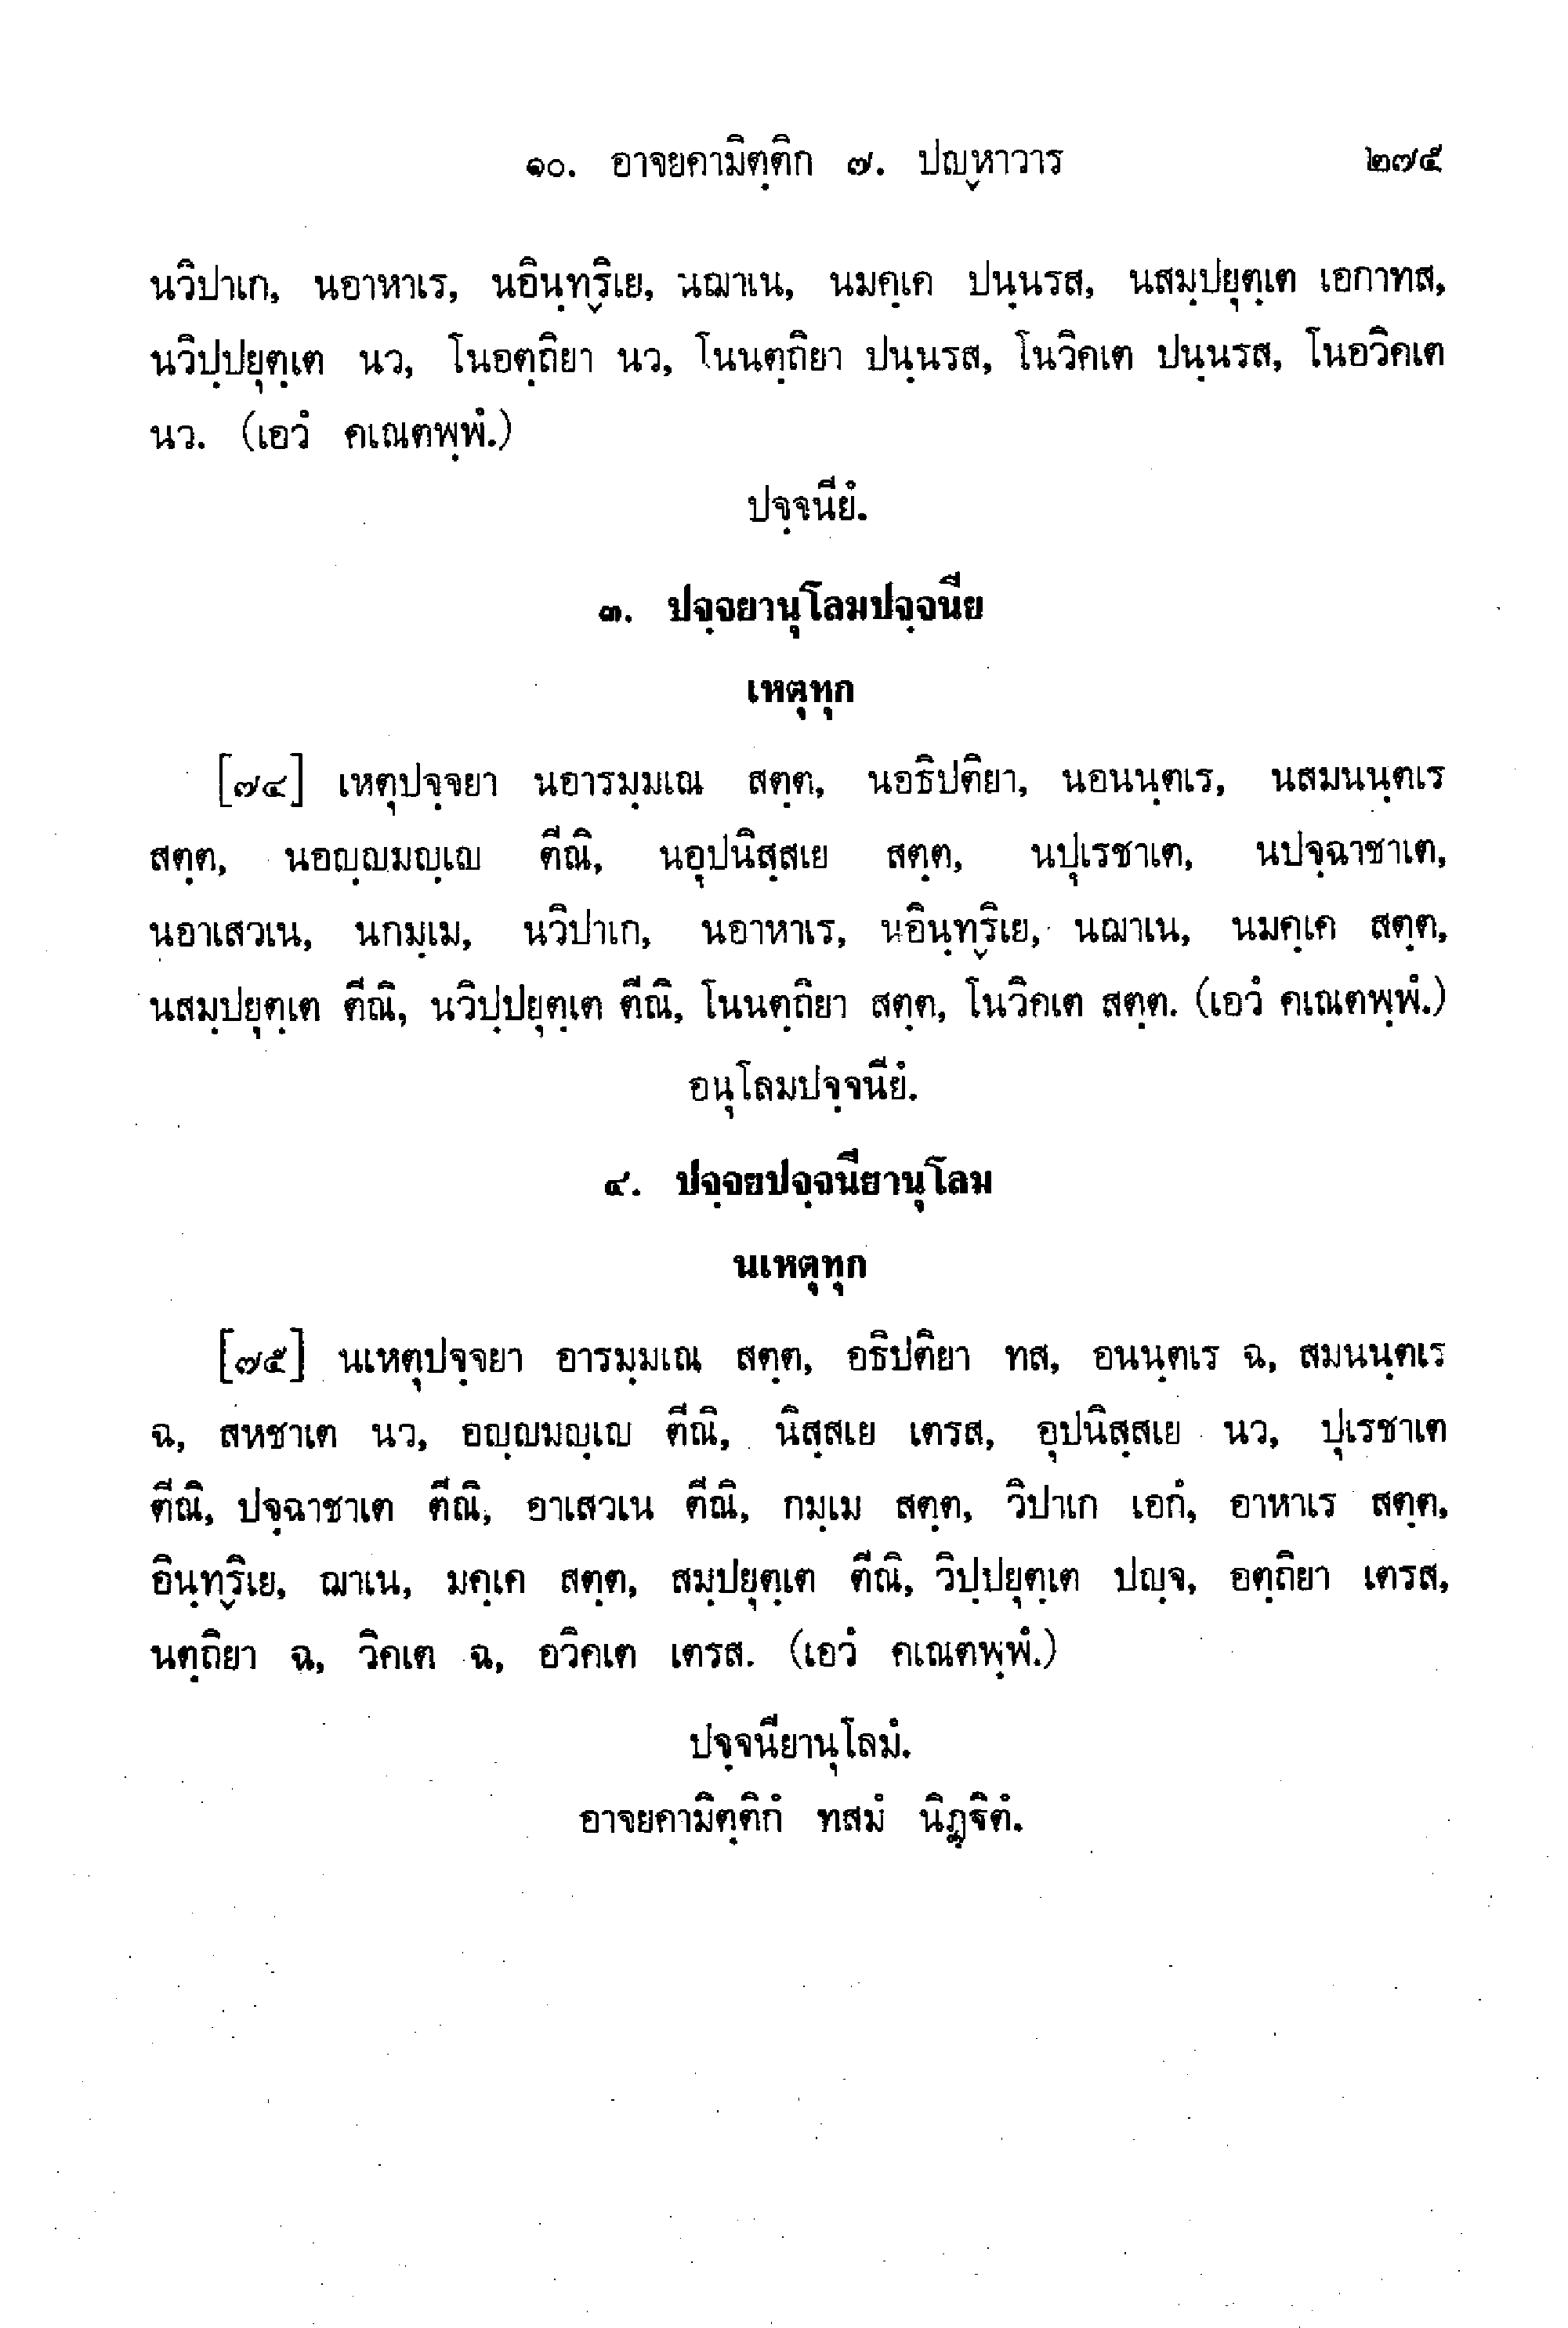 ๑๐. อาจยคามิตฺติก ๗. ปญฺหาวาร ๒๗๕
นวิปาเก, นอาหาเร, นอินฺทฺริเย, นฌาเน, นมคฺเค ปนฺนรส, นสมฺปยุตฺเต เอกาทส,
นวิปฺปยุตฺเต นว, โนอตฺถิยา นว, โนนตฺถิยา ปนฺนรส, โนวิคเต ปนฺนรส, โนอวิคเต
นว. (เอวํ คเณตพฺพํ.)
ปจฺจนียํ.
๓. ปจฺจยานุโลมปจฺจนีย
เหตุทุก
[๗๔] เหตุปจฺจยา นอารมฺมเณ สตฺต, นอธิปติยา, นอนนฺตเร, นสมนนฺตเร
สตฺต, นอญฺญมญฺเญ ตีณิ, นอุปนิสฺสเย สตฺต, นปุเรชาเต, นปจฺฉาชาเต,
นอาเสวเน, นกมฺเม, นวิปาเก, นอาหาเร, นอินฺทฺริเย, นฌาเน, นมคฺเค สตฺต,
นสมฺปยุตฺเต ตีณิ, นวิปฺปยุตฺเต ตีณิ, โนนตฺถิยา สตฺต, โนวิคเต สตฺต. (เอวํ คเณตพฺพํ.)
อนุโลมปจฺจนียํ.
๔. ปจฺจยปจฺจนียานุโลม
นเหตุทุก
[๗๕] นเหตุปจฺจยา อารมฺมเณ สตฺต, อธิปติยา ทส, อนนฺตเร ฉ, สมนนฺตเร
ฉ, สหชาเต นว, อญฺญมญฺเญ ตีณิ, นิสฺสเย เตรส, อุปนิสฺสเย นว, ปุเรชาเต
ตีณิ, ปจฺฉาชาเต ตีณิ, อาเสวเน ตีณิ, กมฺเม สตฺต, วิปาเก เอกํ, อาหาเร สตฺต,
อินฺทฺริเย, ฌาเน, มคฺเค สตฺต, สมฺปยุตฺเต ตีณิ, วิปฺปยุตฺเต ปญฺจ, อตฺถิยา เตรส,
นตฺถิยา ฉ, วิคเต ฉ, อวิคเต เตรส. (เอวํ คเณตพฺพํ.)
ปจฺจนียานุโลมํ.
อาจยคามิตฺติกํ ทสมํ นิฏฺฐิตํ.